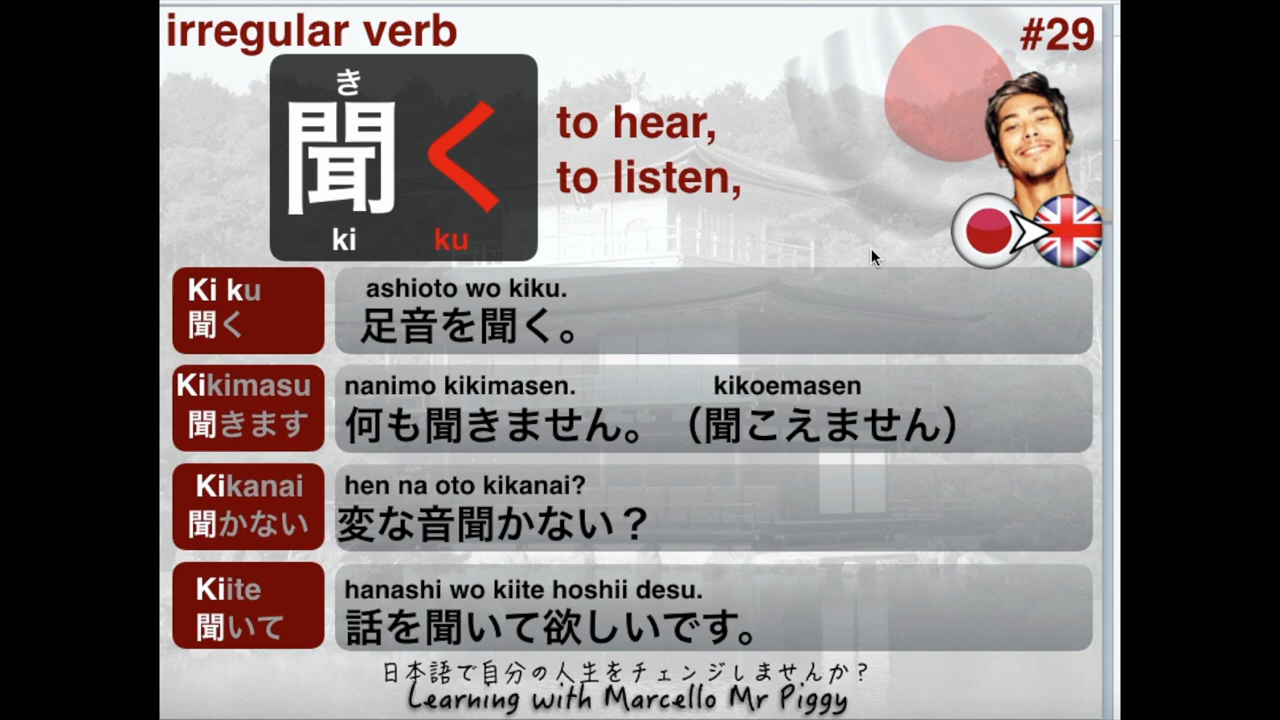 irregular verb
#29
き
聞く
ki ku
to hear,
to listen,
Ki ku
聞く
ashioto wo kiku.
足音を聞く。
Kikimasu
聞きます
nanimo kikimasen. kikoemasen
何も聞きません。（聞こえません）
Kikanai
聞かない
hen na oto kikanai?
変な音聞かない？
Kiite
聞いて
hanashi wo kiite hoshii desu.
話を聞いて欲しいです。
日本語で自分の人生をチェンジしませんか？
Learning with Marcello Mr Piggy